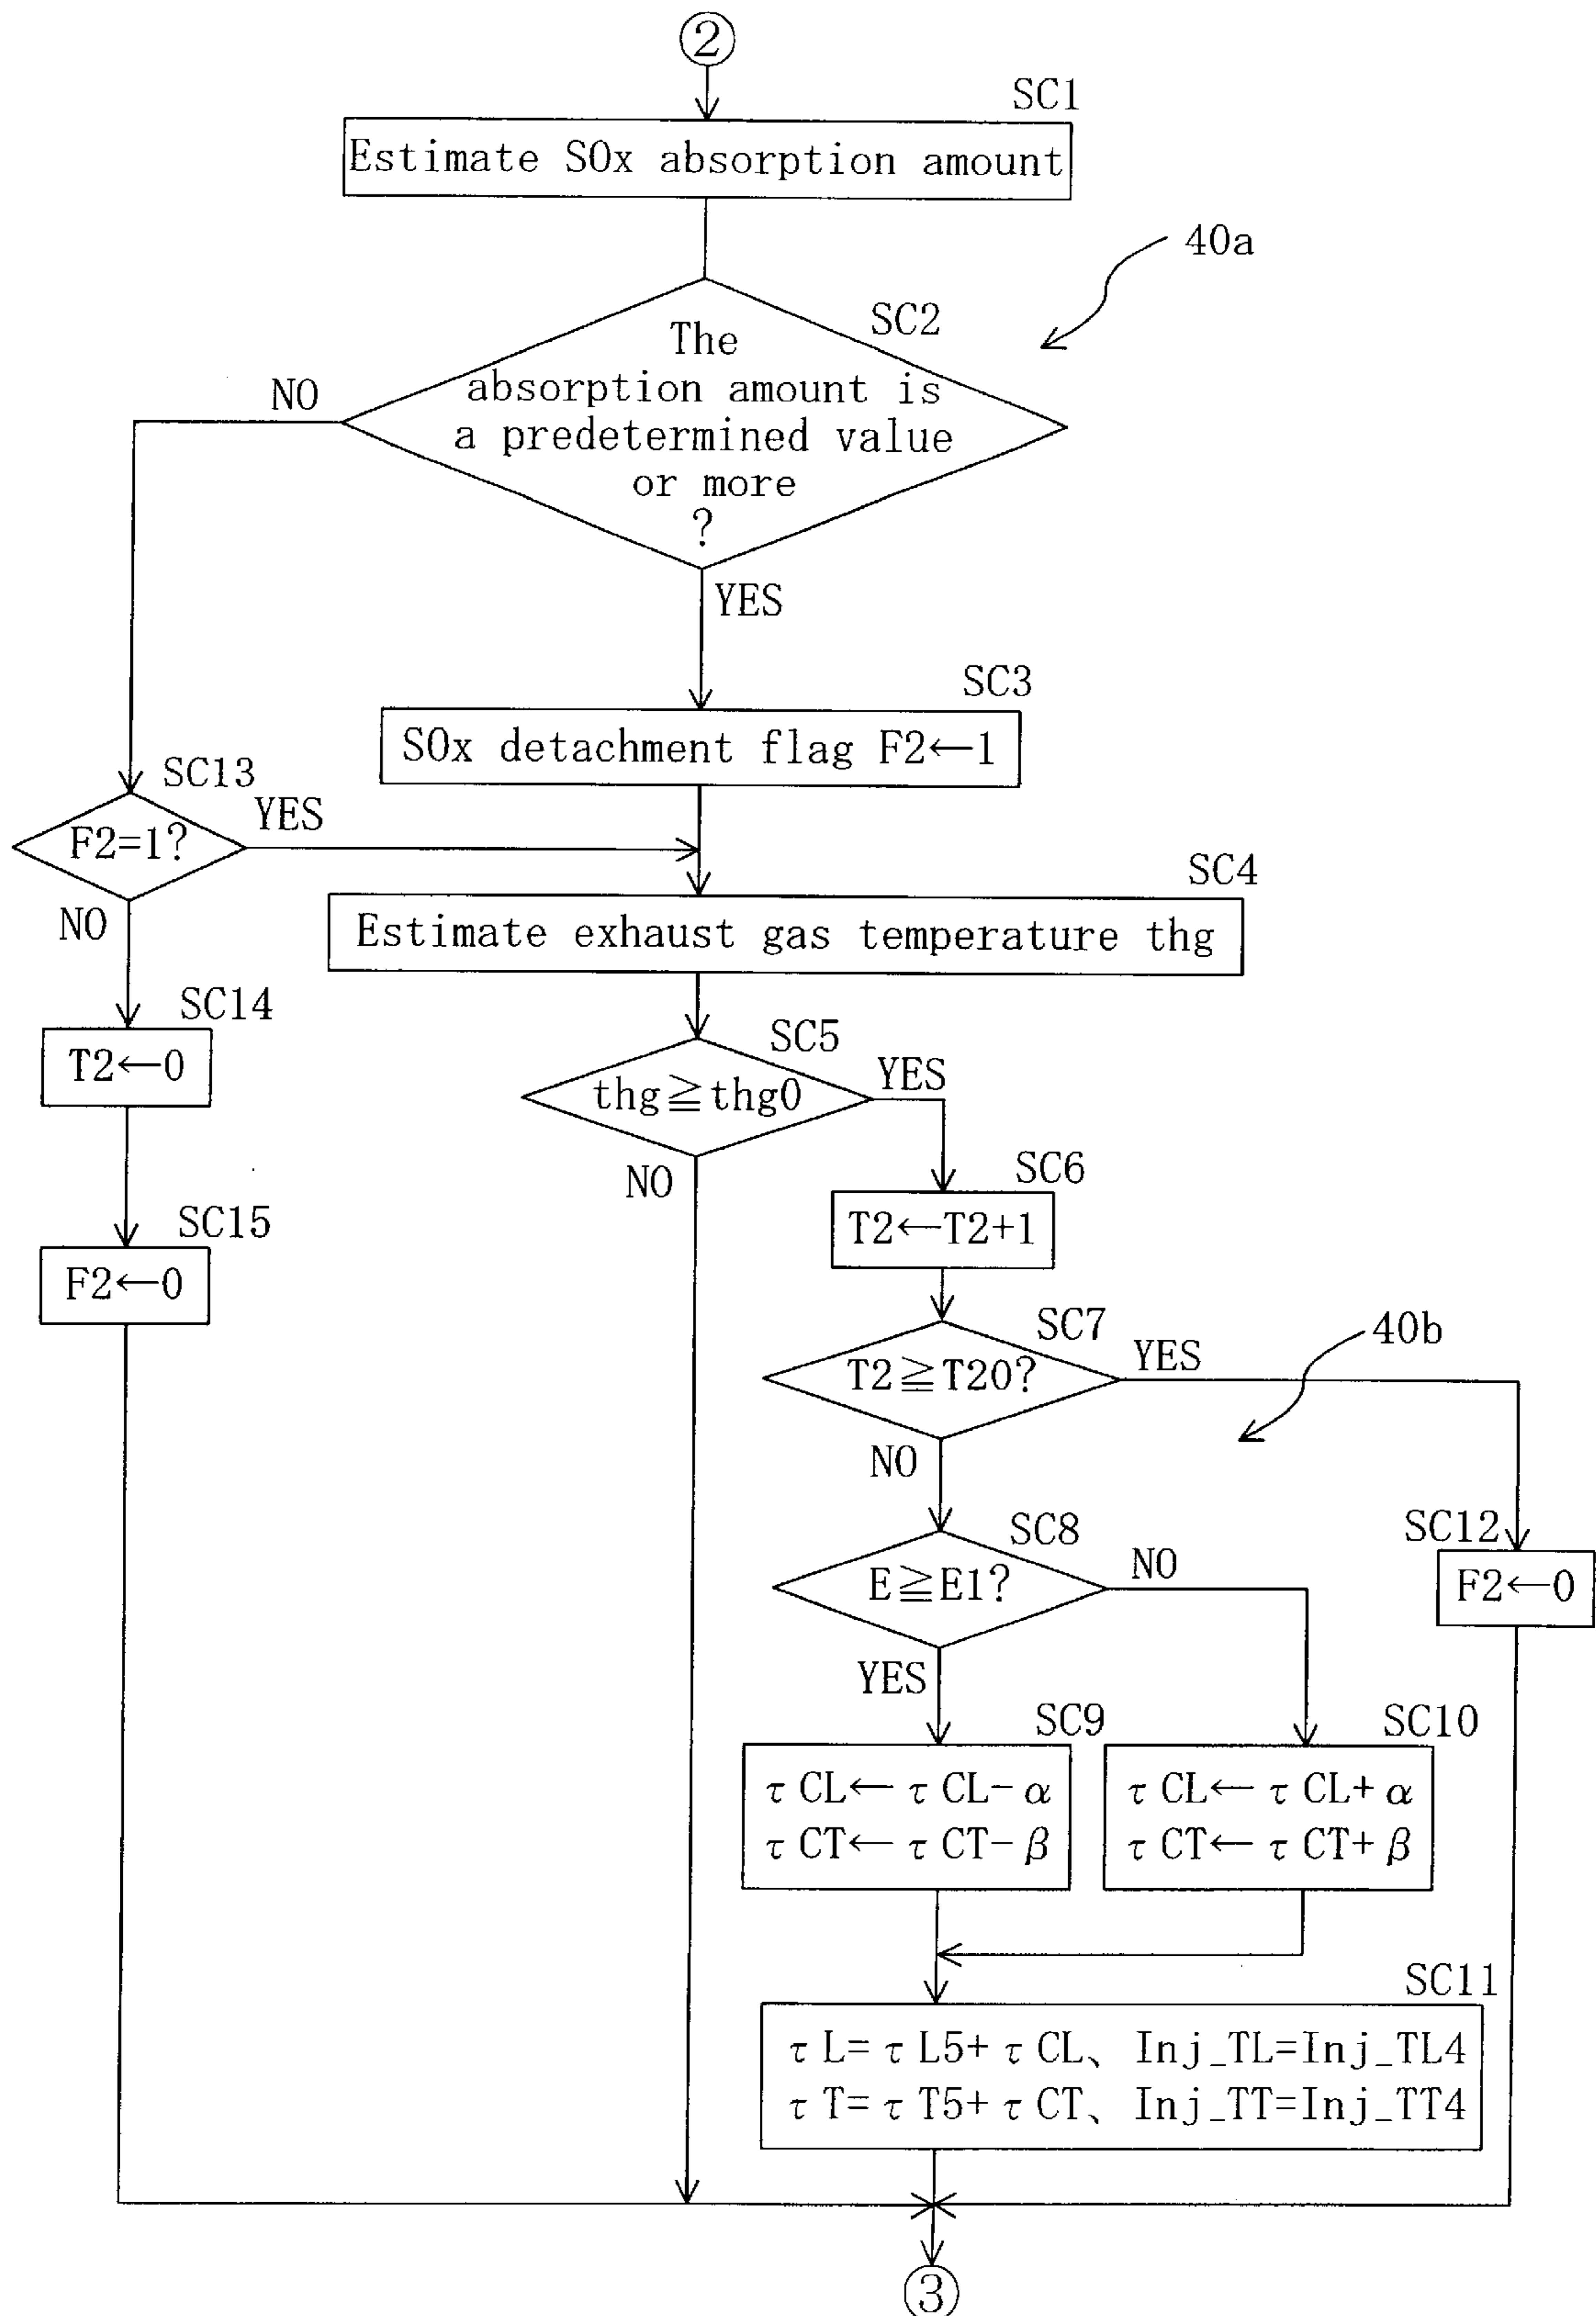 ②
SC1
Estimate SOx absorption amount
40a
SC2
The
absorption amount is
a predetermined value
or more
?
NO
YES
SC3
SOx detachment flag F2←1
SC13
F2=1?
YES
NO
SC4
Estimate exhaust gas temperature thg
SC14
T2←0
SC5
thg≧thg0
YES
NO
SC6
T2←T2+1
SC15
F2←0
SC7
T2≧T20?
YES
40b
NO
SC8
E≧E1?
NO
YES
SC12
F2←0
SC9
τCL←τCL-α
τCT←τCT-β
SC10
τCL←τCL+α
τCT←τCT+β
SC11
τL=τL5+τCL、Inj_TL=Inj_TL4
τT=τT5+τCT、Inj_TT=Inj_TT4
③